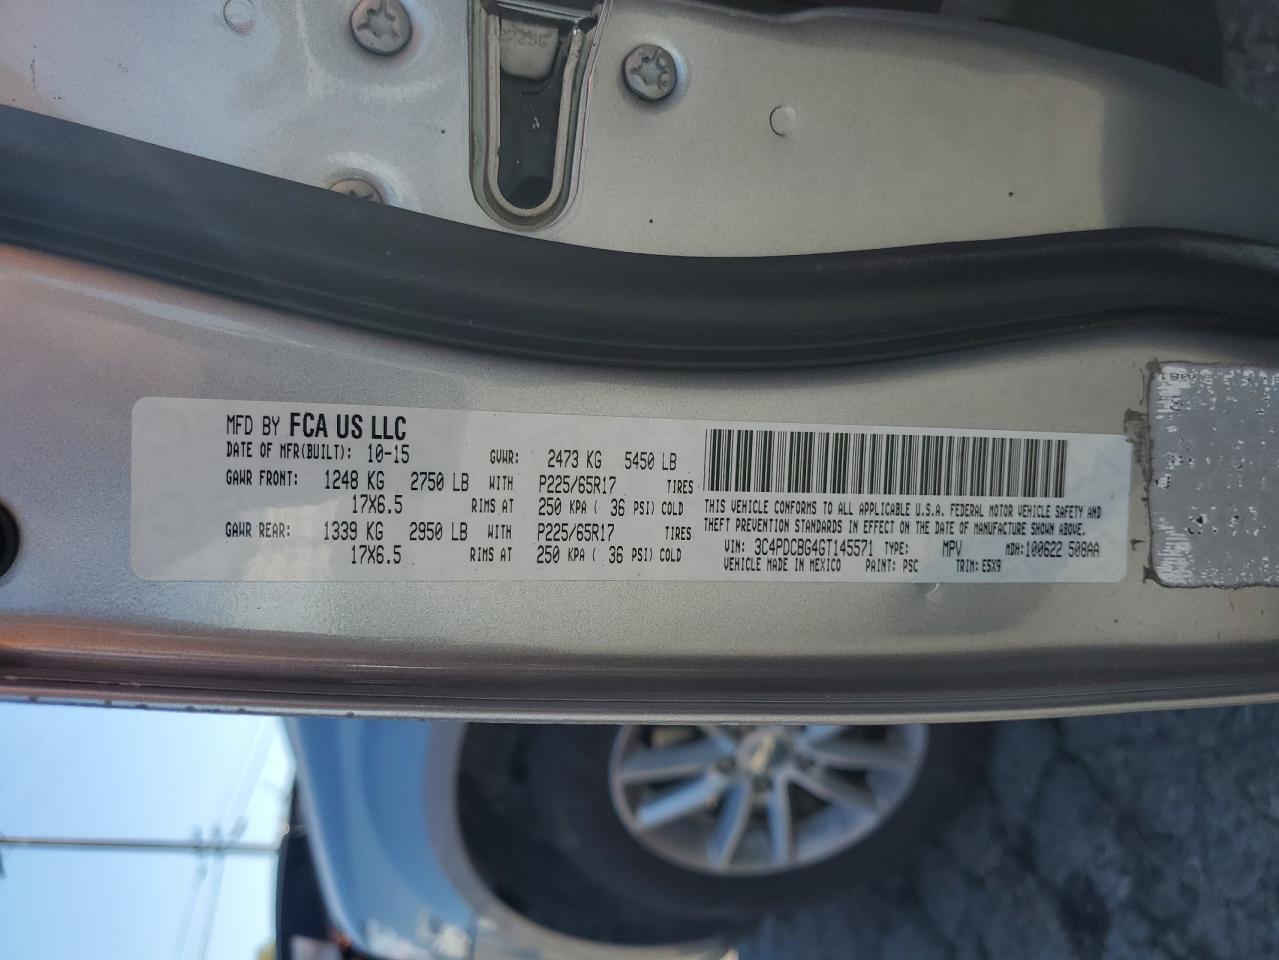 07256
MFD BY FCA US LLC
DATE OF MFR(BUILT): 10-15 GVWR: 2473 KG 5450 LB
GAWR FRONT: 1248 KG 2750 LB WITH P225/65R17 TIRES
17X6.5 RIMS AT 250 KPA ( 36 PSI) COLD
GAWR REAR: 1339 KG 2950 LB WITH P225/65R17 TIRES
17X6.5 RIMS AT 250 KPA ( 36 PSI) COLD
THIS VEHICLE CONFORMS TO ALL APPLICABLE U.S.A. FEDERAL MOTOR VEHICLE SAFETY AND
THEFT PREVENTION STANDARDS IN EFFECT ON THE DATE OF MANUFACTURE SHOWN ABOVE.
VIN: 3C4PDCBG4GT145571 TYPE: MPV MDH:100622 508AA
VEHICLE MADE IN MEXICO PAINT: PSC TRIM: E5X9